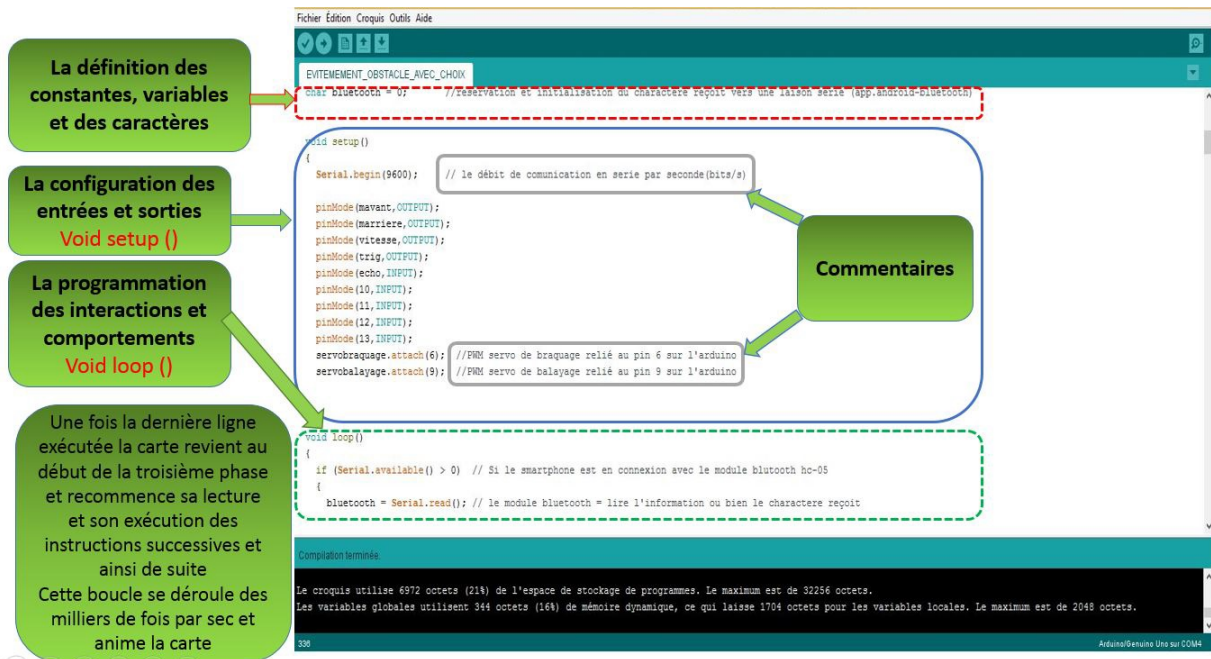 Fichier Édition Croquis Outils Aide
EVITEMEMENT_OBSTACLE_AVEC_CHOIX
La définition des
constantes, variables
et des caractères
char bluetooth = 0; //reservation et initialisation du charactere reçoit vers une laison serie (app.android-bluetooth)
La configuration des
entrées et sorties
Void setup ()
void setup()
{
Serial.begin(9600); // le débit de comunication en serie par seconde(bits/s)
pinMode(mavant,OUTPUT);
pinMode(marriere,OUTPUT);
pinMode(vitesse,OUTPUT);
pinMode(trig,OUTPUT);
pinMode(echo,INPUT);
pinMode(10,INPUT);
pinMode(11,INPUT);
pinMode(12,INPUT);
pinMode(13,INPUT);
servobraquage.attach(6); //PWM servo de braquage relié au pin 6 sur l'arduino
servobalayage.attach(9); //PWM servo de balayage relié au pin 9 sur l'arduino
Commentaires
La programmation
des interactions et
comportements
Void loop ()
void loop()
{
if (Serial.available() > 0) // Si le smartphone est en connexion avec le module blutooth hc-05
{
bluetooth = Serial.read(); // le module bluetooth = lire l'information ou bien le charactere reçoit
Une fois la dernière ligne
exécutée la carte revient au
début de la troisième phase
et recommence sa lecture
et son exécution des
instructions successives et
ainsi de suite
Cette boucle se déroule des
milliers de fois par sec et
anime la carte
Compilation terminée.
Le croquis utilise 6972 octets (21%) de l'espace de stockage de programmes. Le maximum est de 32256 octets.
Les variables globales utilisent 344 octets (16%) de mémoire dynamique, ce qui laisse 1704 octets pour les variables locales. Le maximum est de 2048 octets.
336
Arduino/Genuino Uno sur COM4